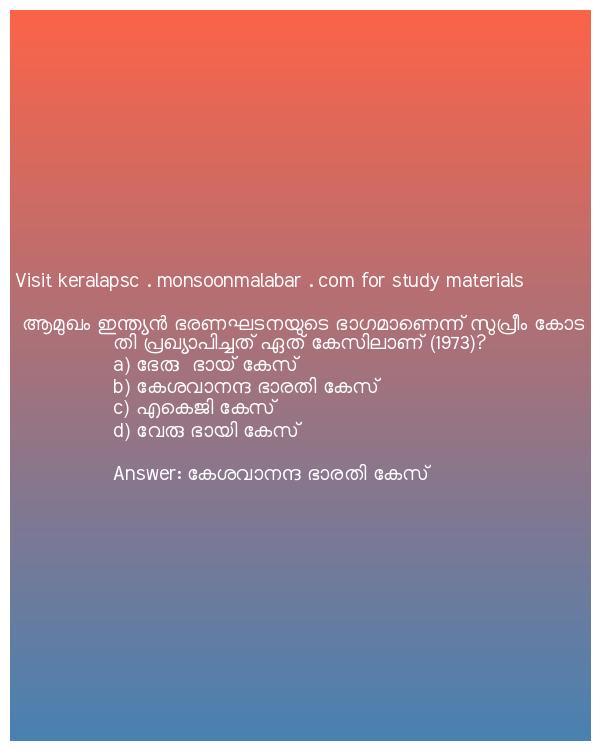 Visit keralapsc . monsoonmalabar . com for study materials
ആമുഖം ഇന്ത്യൻ ഭരണഘടനയുടെ ഭാഗമാണെന്ന് സുപ്രീം കോട
തി പ്രഖ്യാപിച്ചത് ഏത് കേസിലാണ് (1973)?
a) ഭേരു ഭായ് കേസ്
b) കേശവാനന്ദ ഭാരതി കേസ്
c) എകെജി കേസ്
d) വേരു ഭായി കേസ്
Answer: കേശവാനന്ദ ഭാരതി കേസ്